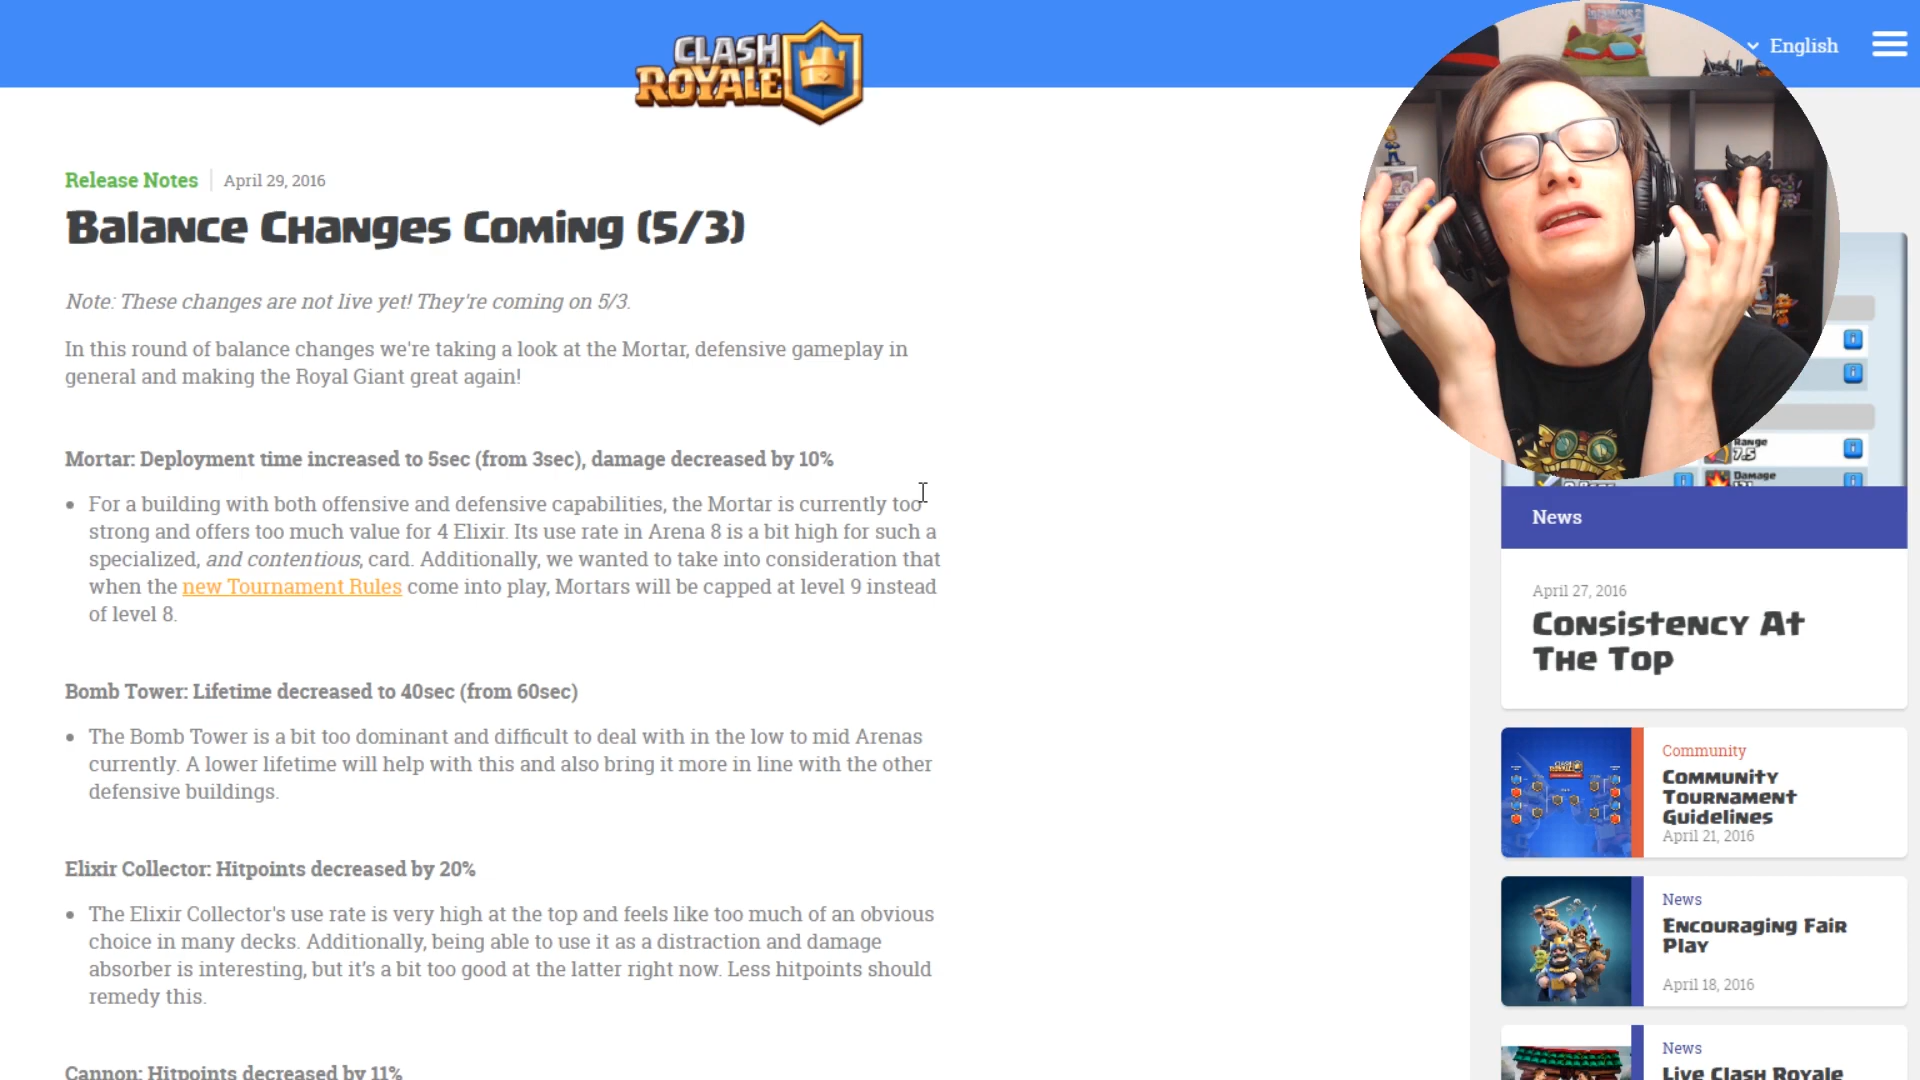 CLASH
ROYALE
English
Release Notes
April 29, 2016
Balance Changes Coming (5/3)
Note: These changes are not live yet! They're coming on 5/3.
In this round of balance changes we're taking a look at the Mortar, defensive gameplay in
general and making the Royal Giant great again!
Mortar: Deployment time increased to 5sec (from 3sec), damage decreased by 10%
• For a building with both offensive and defensive capabilities, the Mortar is currently too
strong and offers too much value for 4 Elixir. Its use rate in Arena 8 is a bit high for such a
specialized, and contentious, card. Additionally, we wanted to take into consideration that
when the new Tournament Rules come into play, Mortars will be capped at level 9 instead
of level 8.
Bomb Tower: Lifetime decreased to 40sec (from 60sec)
• The Bomb Tower is a bit too dominant and difficult to deal with in the low to mid Arenas
currently. A lower lifetime will help with this and also bring it more in line with the other
defensive buildings.
Elixir Collector: Hitpoints decreased by 20%
• The Elixir Collector's use rate is very high at the top and feels like too much of an obvious
choice in many decks. Additionally, being able to use it as a distraction and damage
absorber is interesting, but it's a bit too good at the latter right now. Less hitpoints should
remedy this.
Cannon: Hitpoints decreased by 11%
Range
7.5
Damage
News
April 27, 2016
Consistency At
The Top
Community
Community
Tournament
Guidelines
April 21, 2016
News
Encouraging Fair
Play
April 18, 2016
News
Live Clash Royale